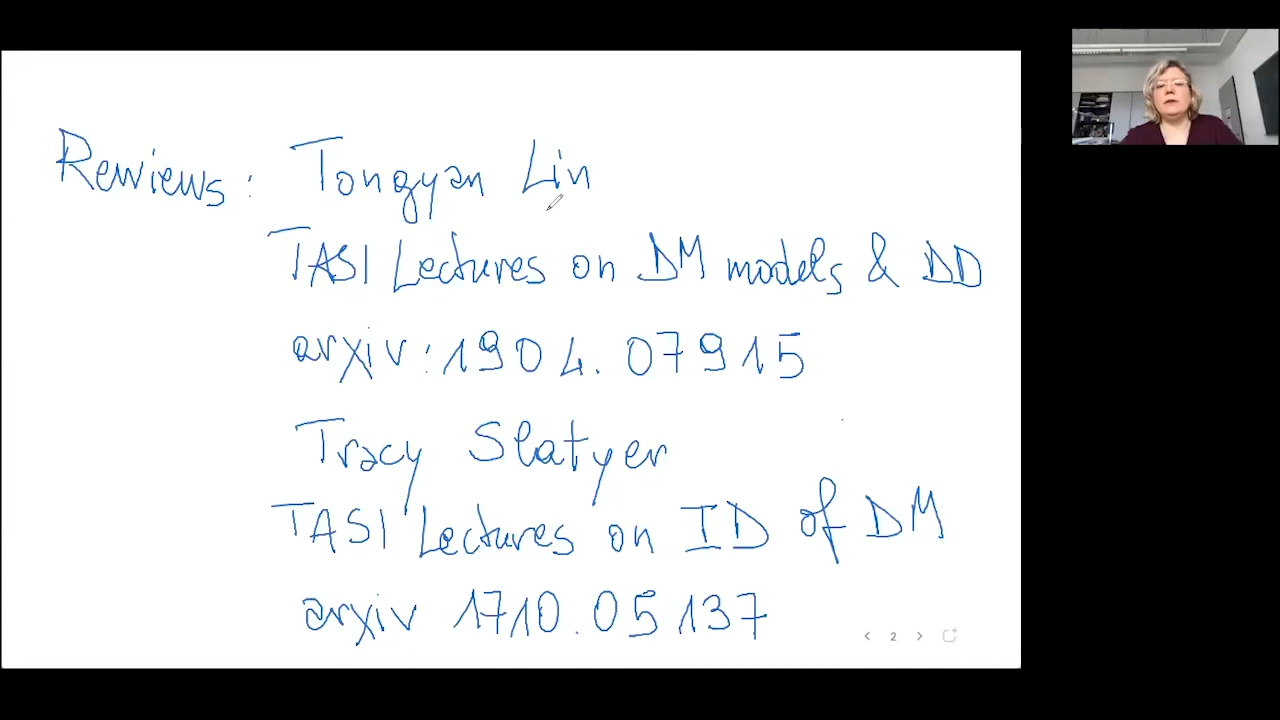 Rewiews: Tongyan Lin
TASI Lectures on DM models & DD
arxiv: 1904.07915
Tracy Slatyer
TASI Lectures on ID of DM
arxiv 1710.05137
< 2 >